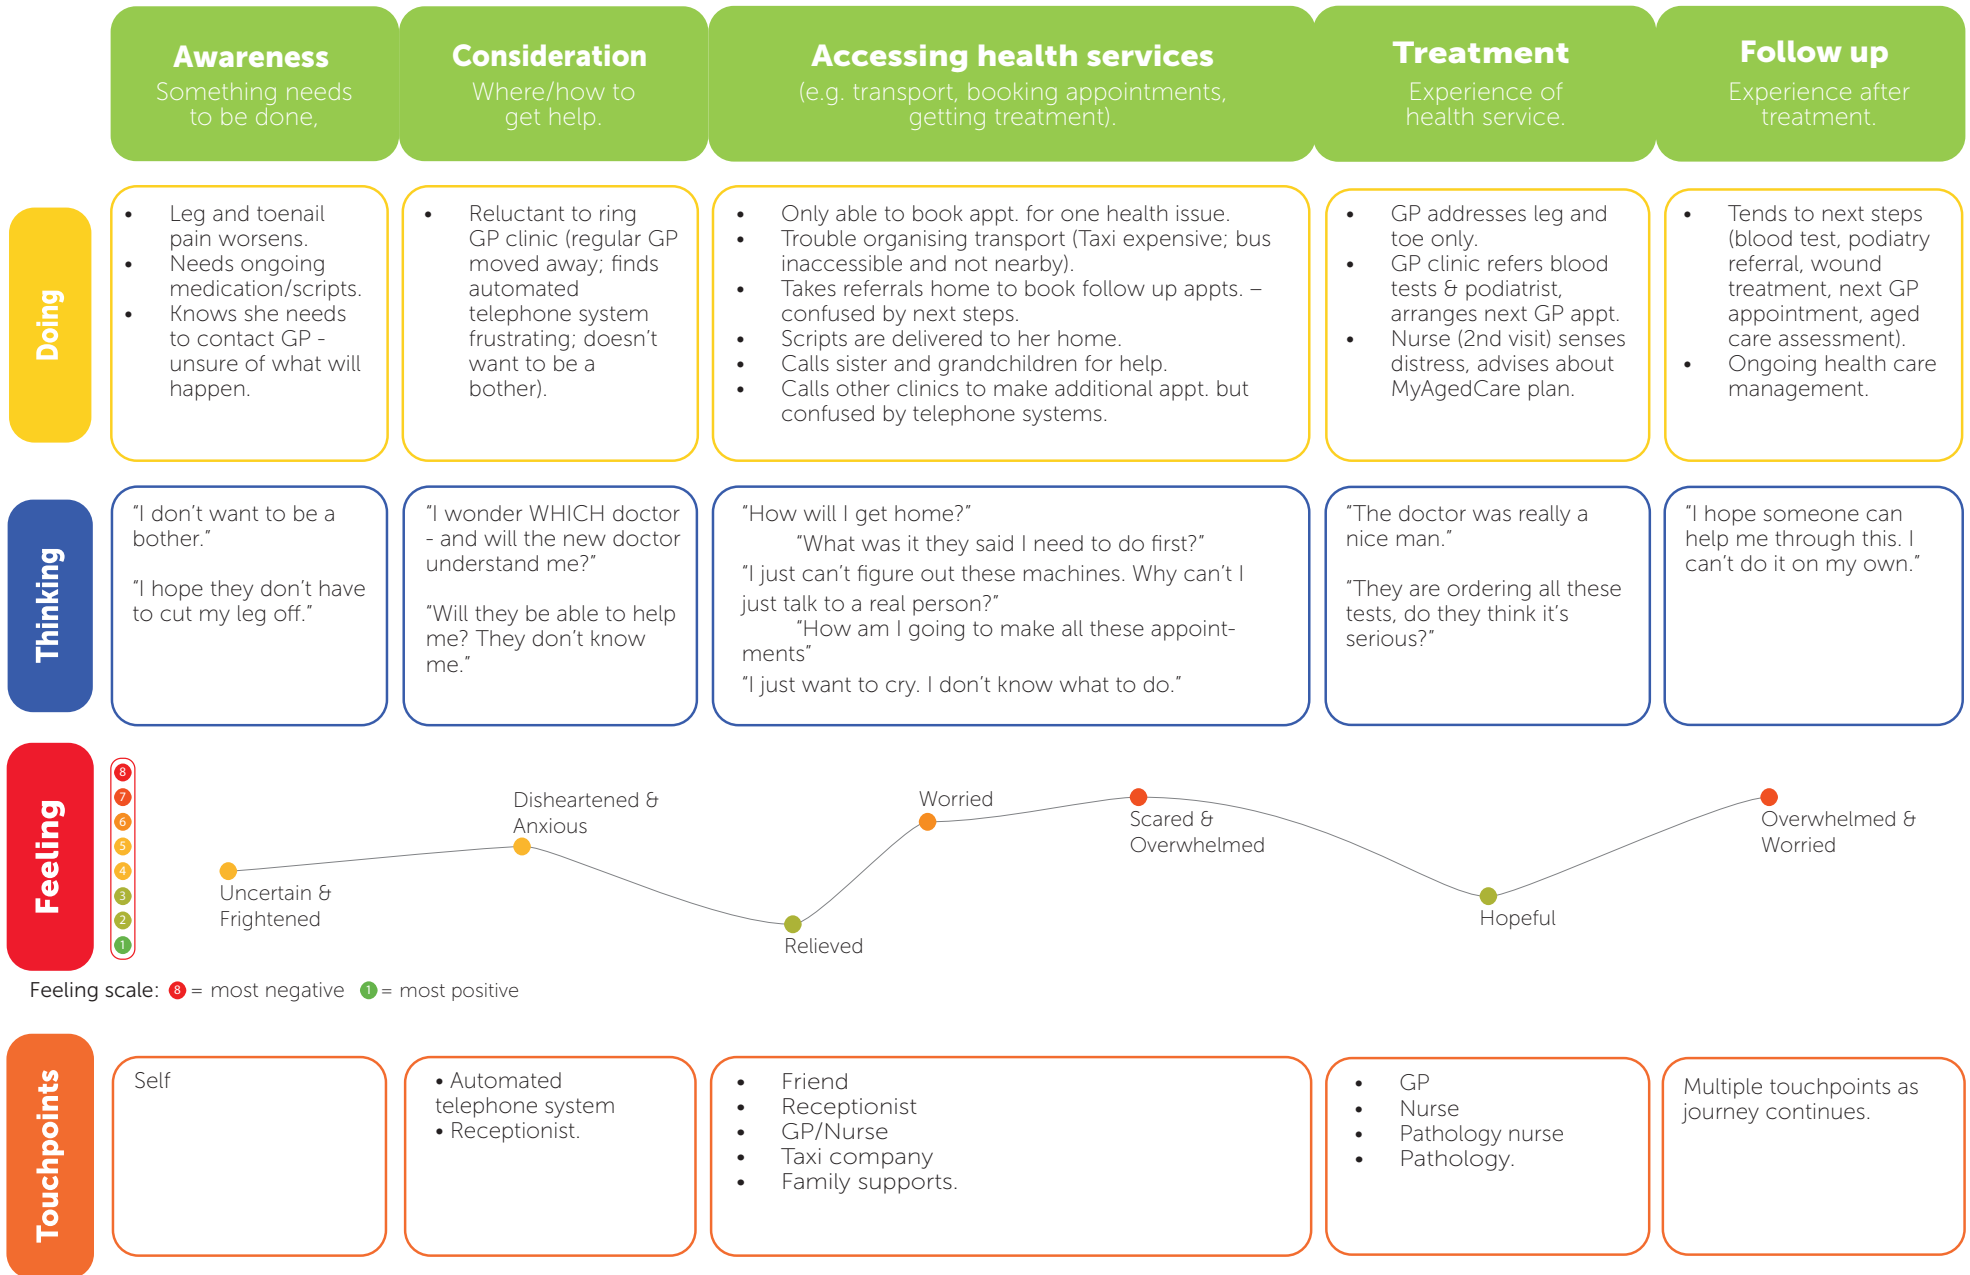 Awareness
Something needs
to be done,
Consideration
Where/how to
get help.
Accessing health services
(e.g. transport, booking appointments,
getting treatment).
Treatment
Experience of
health service.
Follow up
Experience after
treatment.
Doing
• Leg and toenail
pain worsens.
• Needs ongoing
medication/scripts.
• Knows she needs
to contact GP -
unsure of what will
happen.
• Reluctant to ring
GP clinic (regular GP
moved away; finds
automated
telephone system
frustrating; doesn't
want to be a
bother).
• Only able to book appt. for one health issue.
• Trouble organising transport (Taxi expensive; bus
inaccessible and not nearby).
• Takes referrals home to book follow up appts. –
confused by next steps.
• Scripts are delivered to her home.
• Calls sister and grandchildren for help.
• Calls other clinics to make additional appt. but
confused by telephone systems.
• GP addresses leg and
toe only.
• GP clinic refers blood
tests & podiatrist,
arranges next GP appt.
• Nurse (2nd visit) senses
distress, advises about
MyAgedCare plan.
• Tends to next steps
(blood test, podiatry
referral, wound
treatment, next GP
appointment, aged
care assessment).
• Ongoing health care
management.
Thinking
"I don't want to be a
bother."
"I hope they don't have
to cut my leg off."
"I wonder WHICH doctor
- and will the new doctor
understand me?"
"Will they be able to help
me? They don't know
me."
"How will I get home?"
"What was it they said I need to do first?"
"I just can't figure out these machines. Why can't I
just talk to a real person?"
"How am I going to make all these appoint-
ments"
"I just want to cry. I don't know what to do."
"The doctor was really a
nice man."
"They are ordering all these
tests, do they think it's
serious?"
"I hope someone can
help me through this. I
can't do it on my own."
Feeling
8
7
6
5
4
3
2
1
Uncertain &
Frightened
Disheartened &
Anxious
Relieved
Worried
Scared &
Overwhelmed
Hopeful
Overwhelmed &
Worried
Feeling scale: 8 = most negative 1 = most positive
Touchpoints
Self
• Automated
telephone system
• Receptionist.
• Friend
• Receptionist
• GP/Nurse
• Taxi company
• Family supports.
• GP
• Nurse
• Pathology nurse
• Pathology.
Multiple touchpoints as
journey continues.